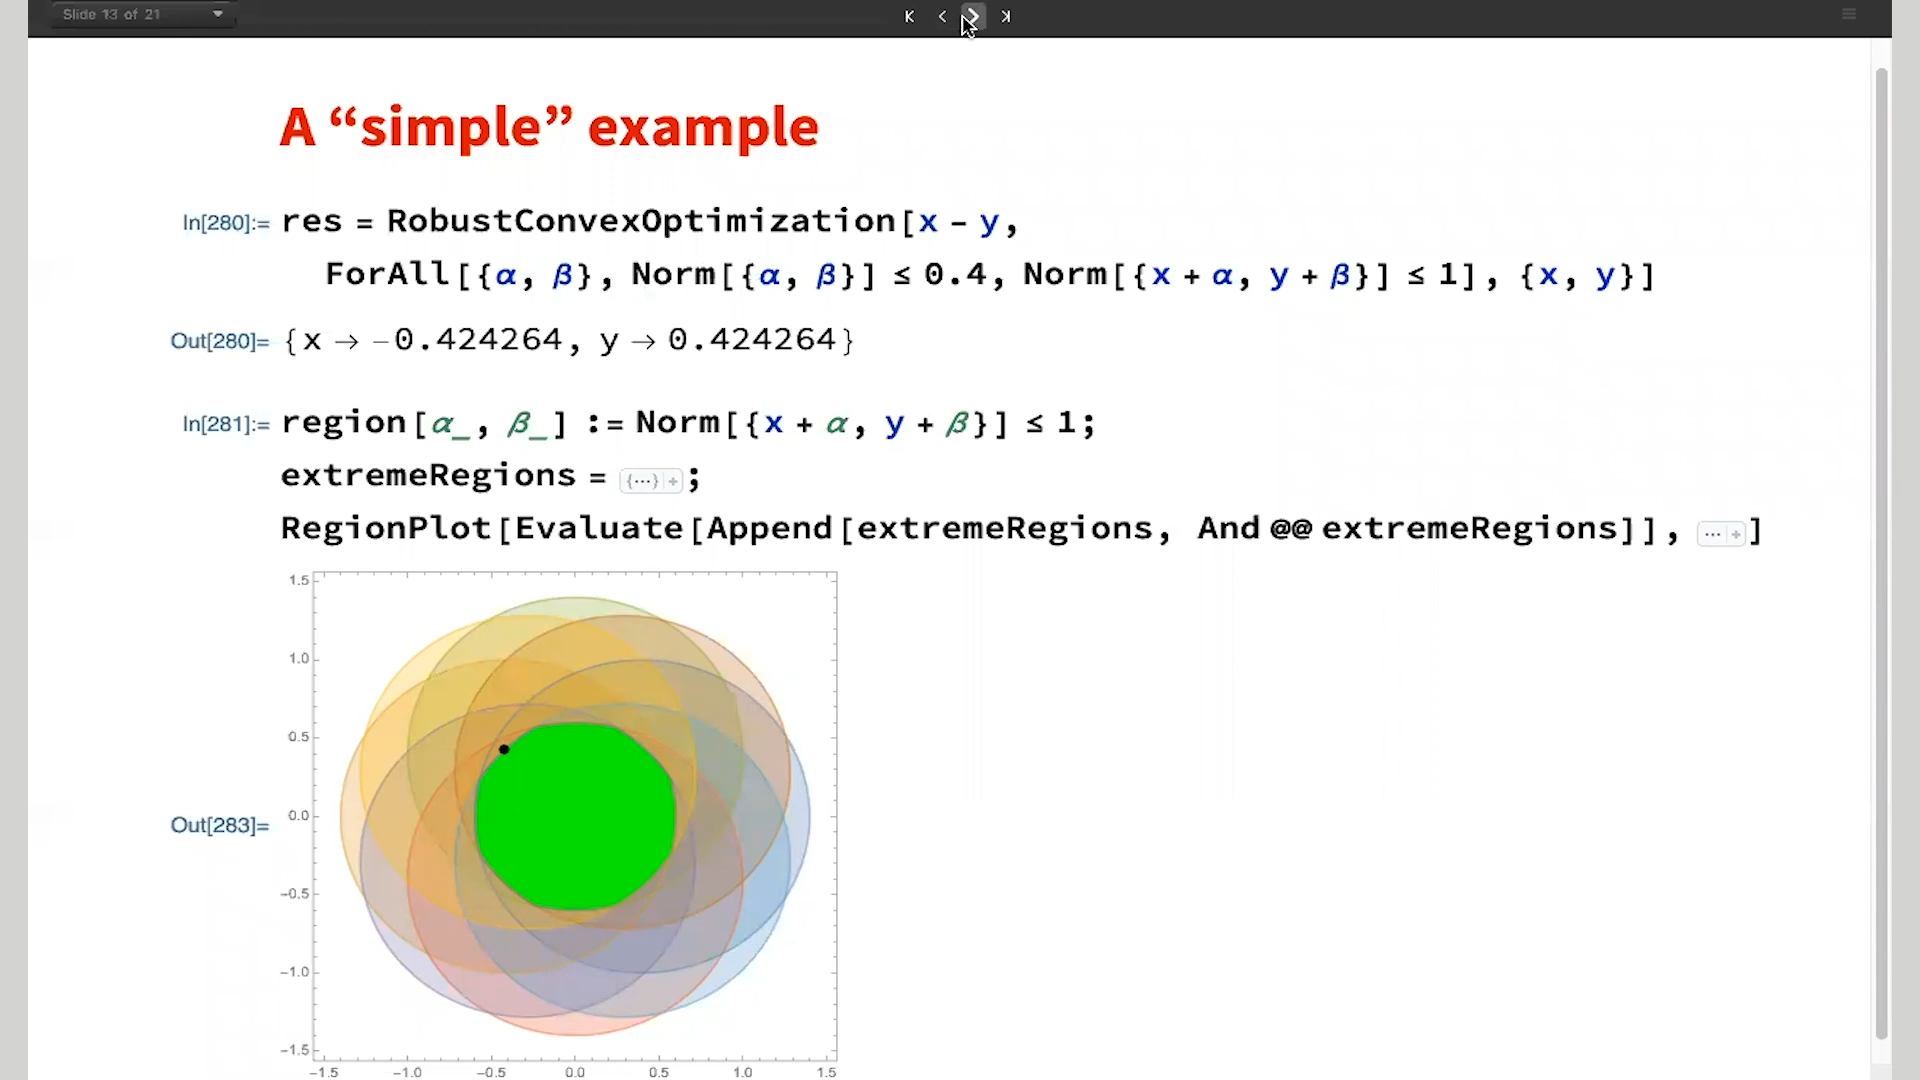 Slide 13 of 21
A “simple” example
In[280]:= res = RobustConvexOptimization[x - y,
ForAll[{α, β}, Norm[{α, β}] ≤ 0.4, Norm[{x + α, y + β}] ≤ 1], {x, y}]
Out[280]= {x → -0.424264, y → 0.424264}
In[281]:= region[α_, β_] := Norm[{x + α, y + β}] ≤ 1;
extremeRegions = {⋯} + ;
RegionPlot[Evaluate[Append[extremeRegions, And @@ extremeRegions]], ⋯ + ]
Out[283]=
1.5
1.0
0.5
0.0
-0.5
-1.0
-1.5
-1.5 -1.0 -0.5 0.0 0.5 1.0 1.5